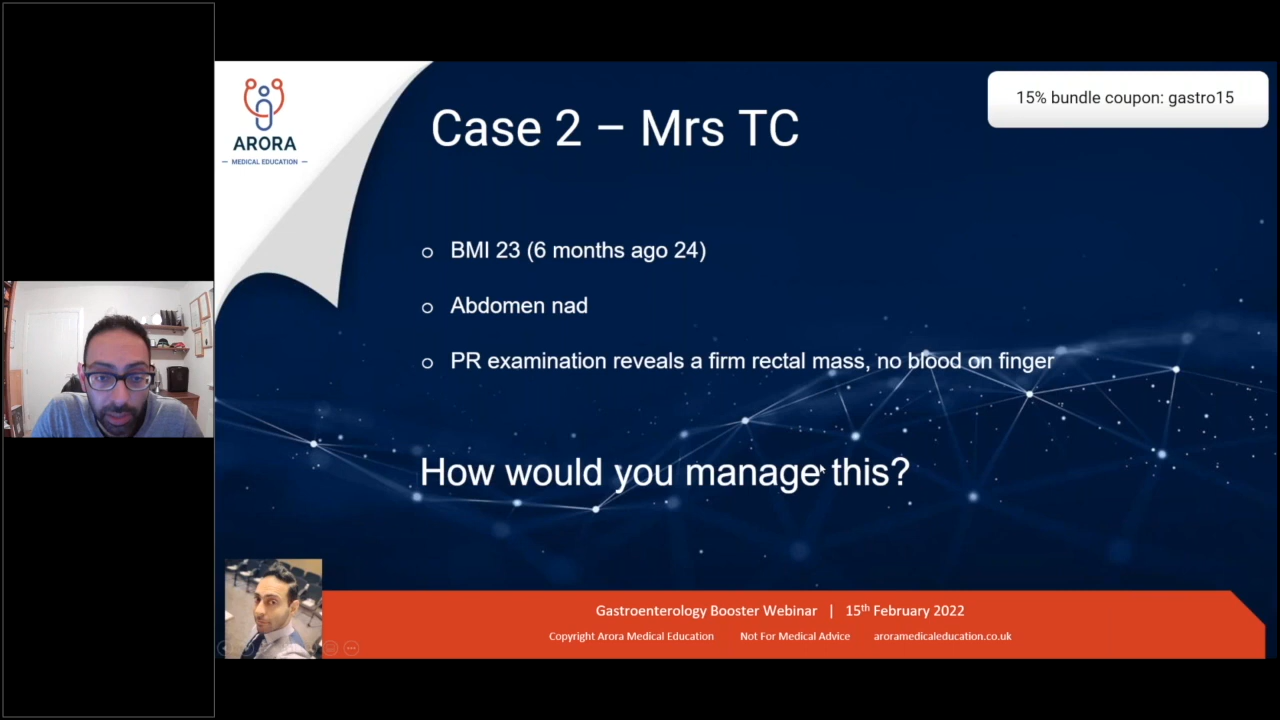 ARORA
MEDICAL EDUCATION
Case 2 – Mrs TC
15% bundle coupon: gastro15
BMI 23 (6 months ago 24)
Abdomen nad
PR examination reveals a firm rectal mass, no blood on finger
How would you manage this?
Gastroenterology Booster Webinar | 15th February 2022
Copyright Arora Medical Education Not For Medical Advice aroramedicaleducation.co.uk